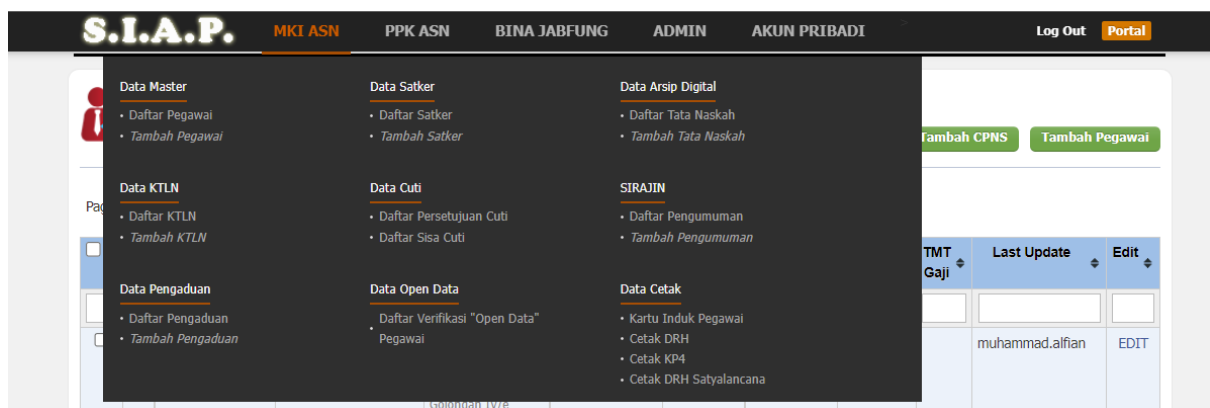 S.I.A.P. MKI ASN PPK ASN BINA JABFUNG ADMIN AKUN PRIBADI > Log Out Portal
Data Master
• Daftar Pegawai
• Tambah Pegawai
Data Satker
• Daftar Satker
• Tambah Satker
Data Arsip Digital
• Daftar Tata Naskah
• Tambah Tata Naskah
Tambah CPNS Tambah Pegawai
Data KTLN
• Daftar KTLN
• Tambah KTLN
Data Cuti
• Daftar Persetujuan Cuti
• Daftar Sisa Cuti
SIRAJIN
• Daftar Pengumuman
• Tambah Pengumuman
Data Pengaduan
• Daftar Pengaduan
• Tambah Pengaduan
Data Open Data
• Daftar Verifikasi "Open Data"
Pegawai
Data Cetak
• Kartu Induk Pegawai
• Cetak DRH
• Cetak KP4
• Cetak DRH Satyalancana
TMT
Gaji
Last Update
Edit
muhammad.alfian EDIT